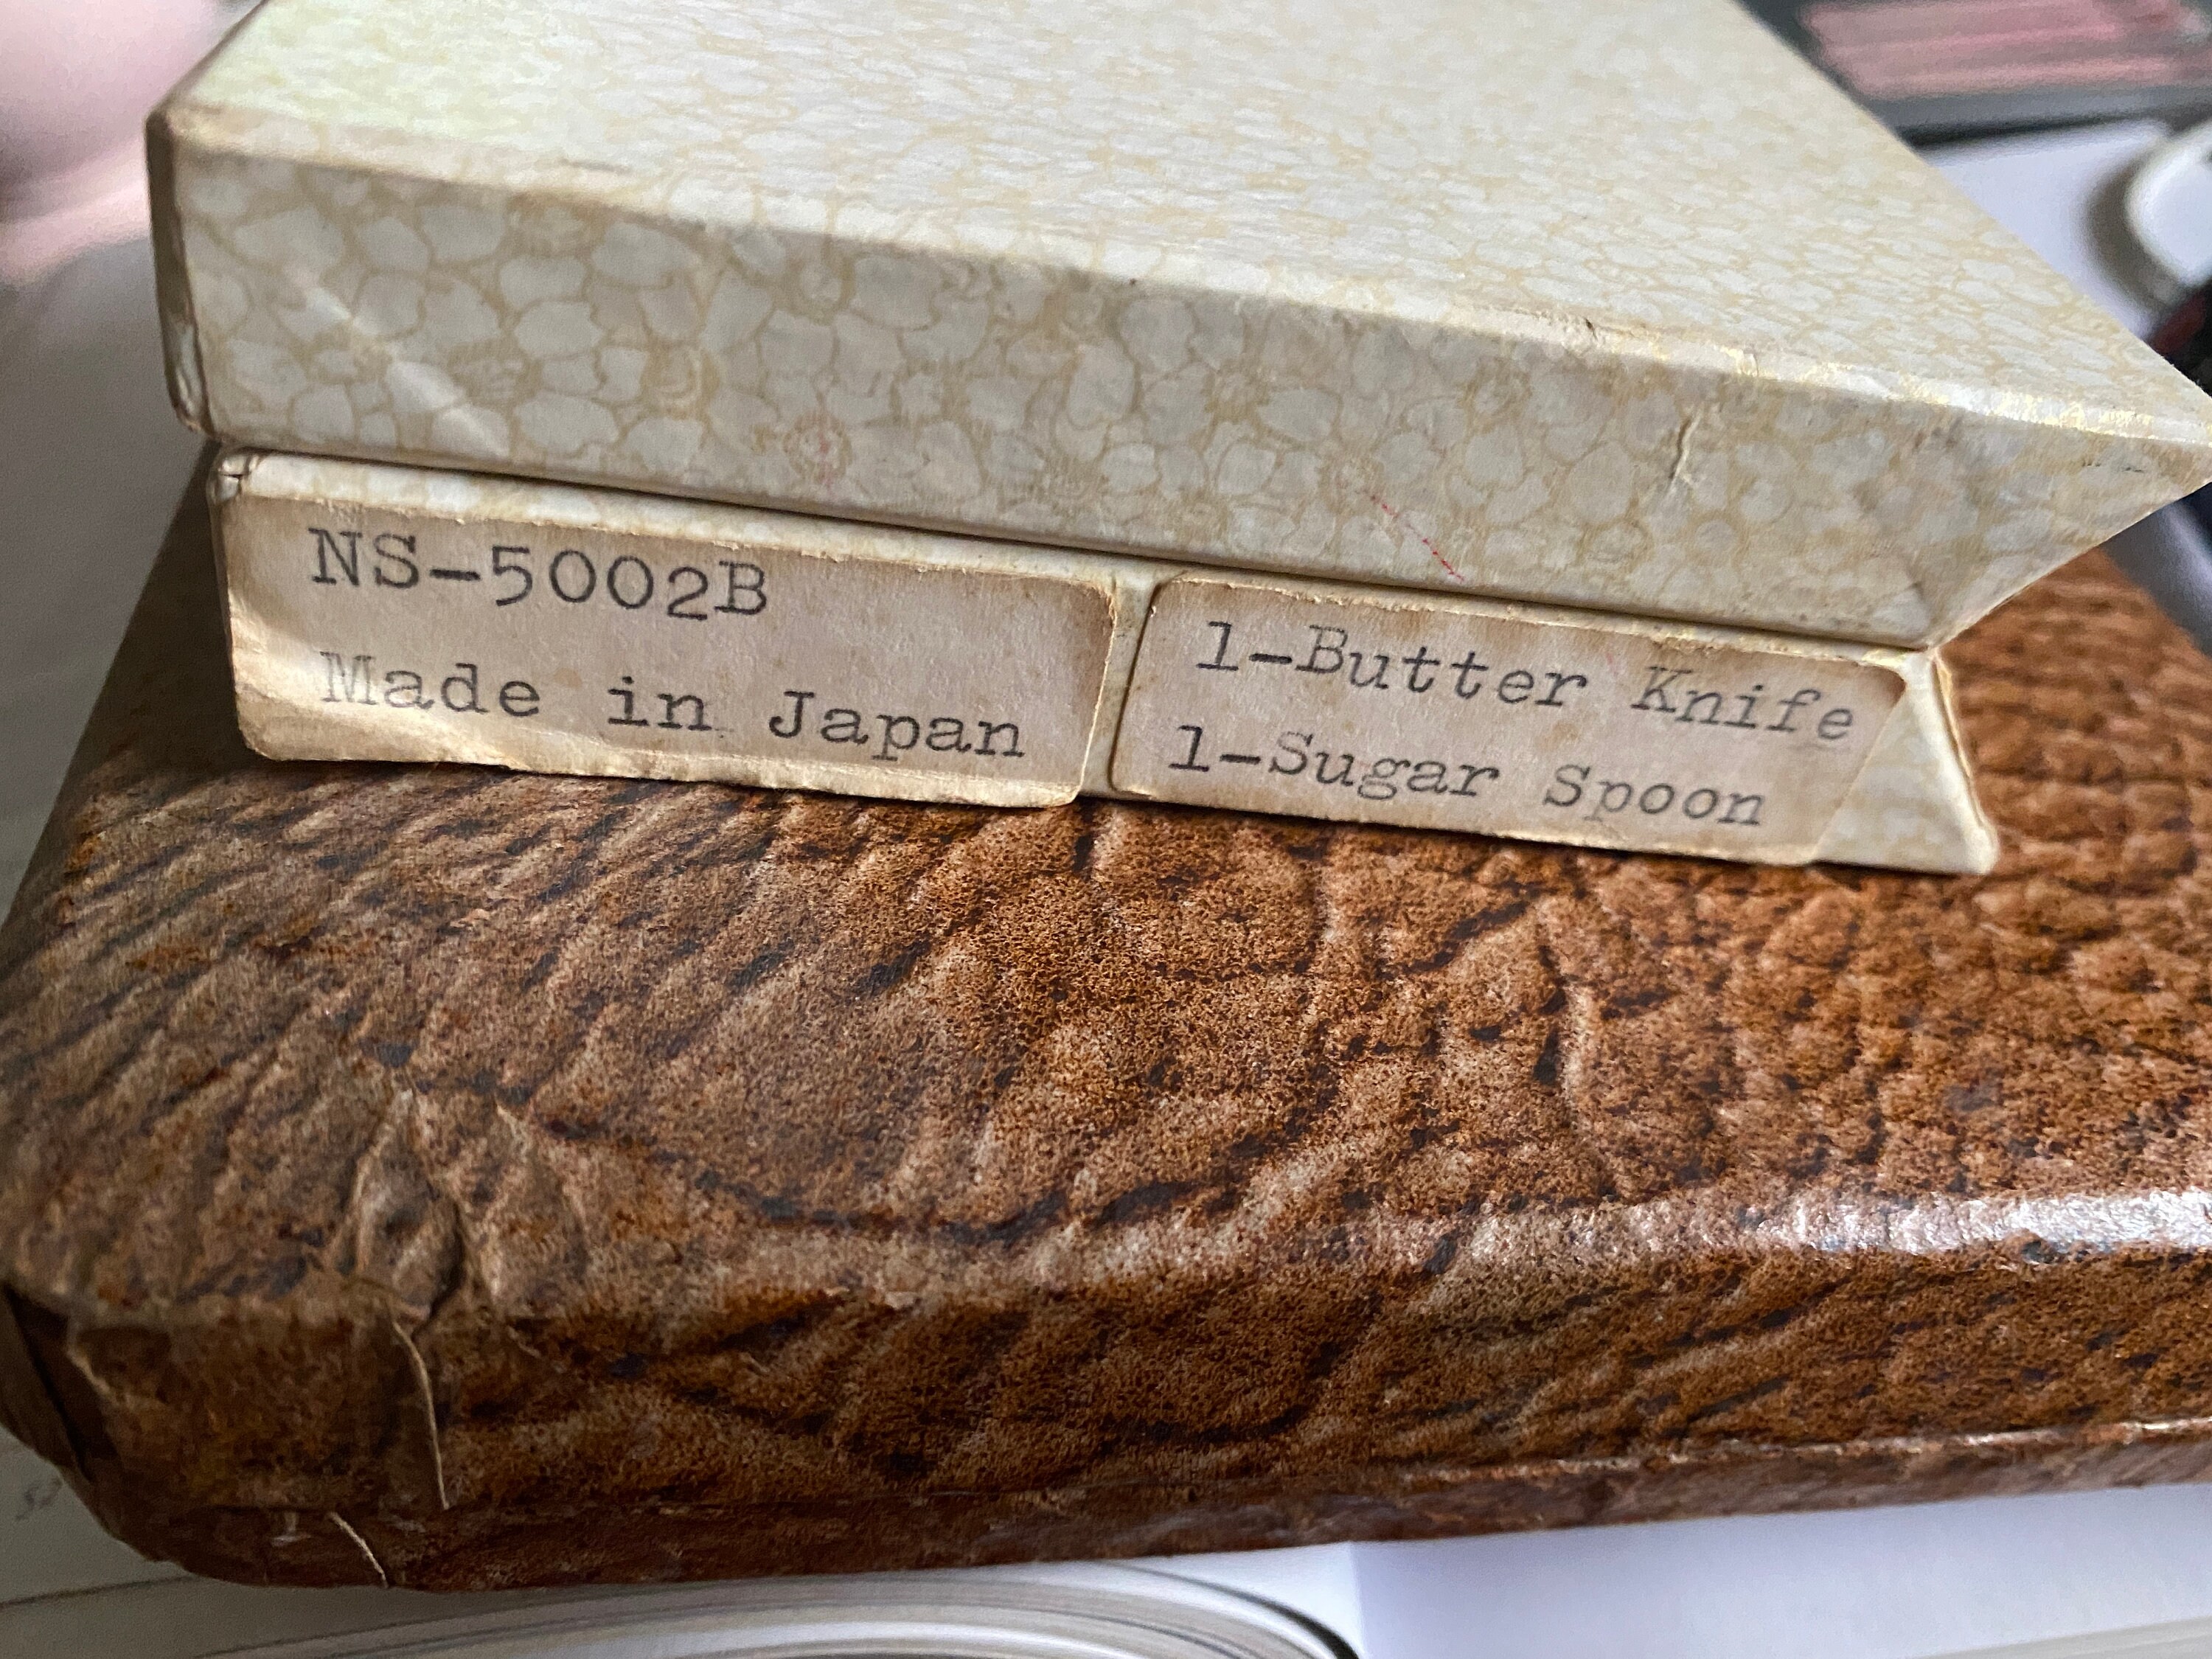 NS-5002B
Made in Japan
1-Butter Knife
1-Sugar Spoon